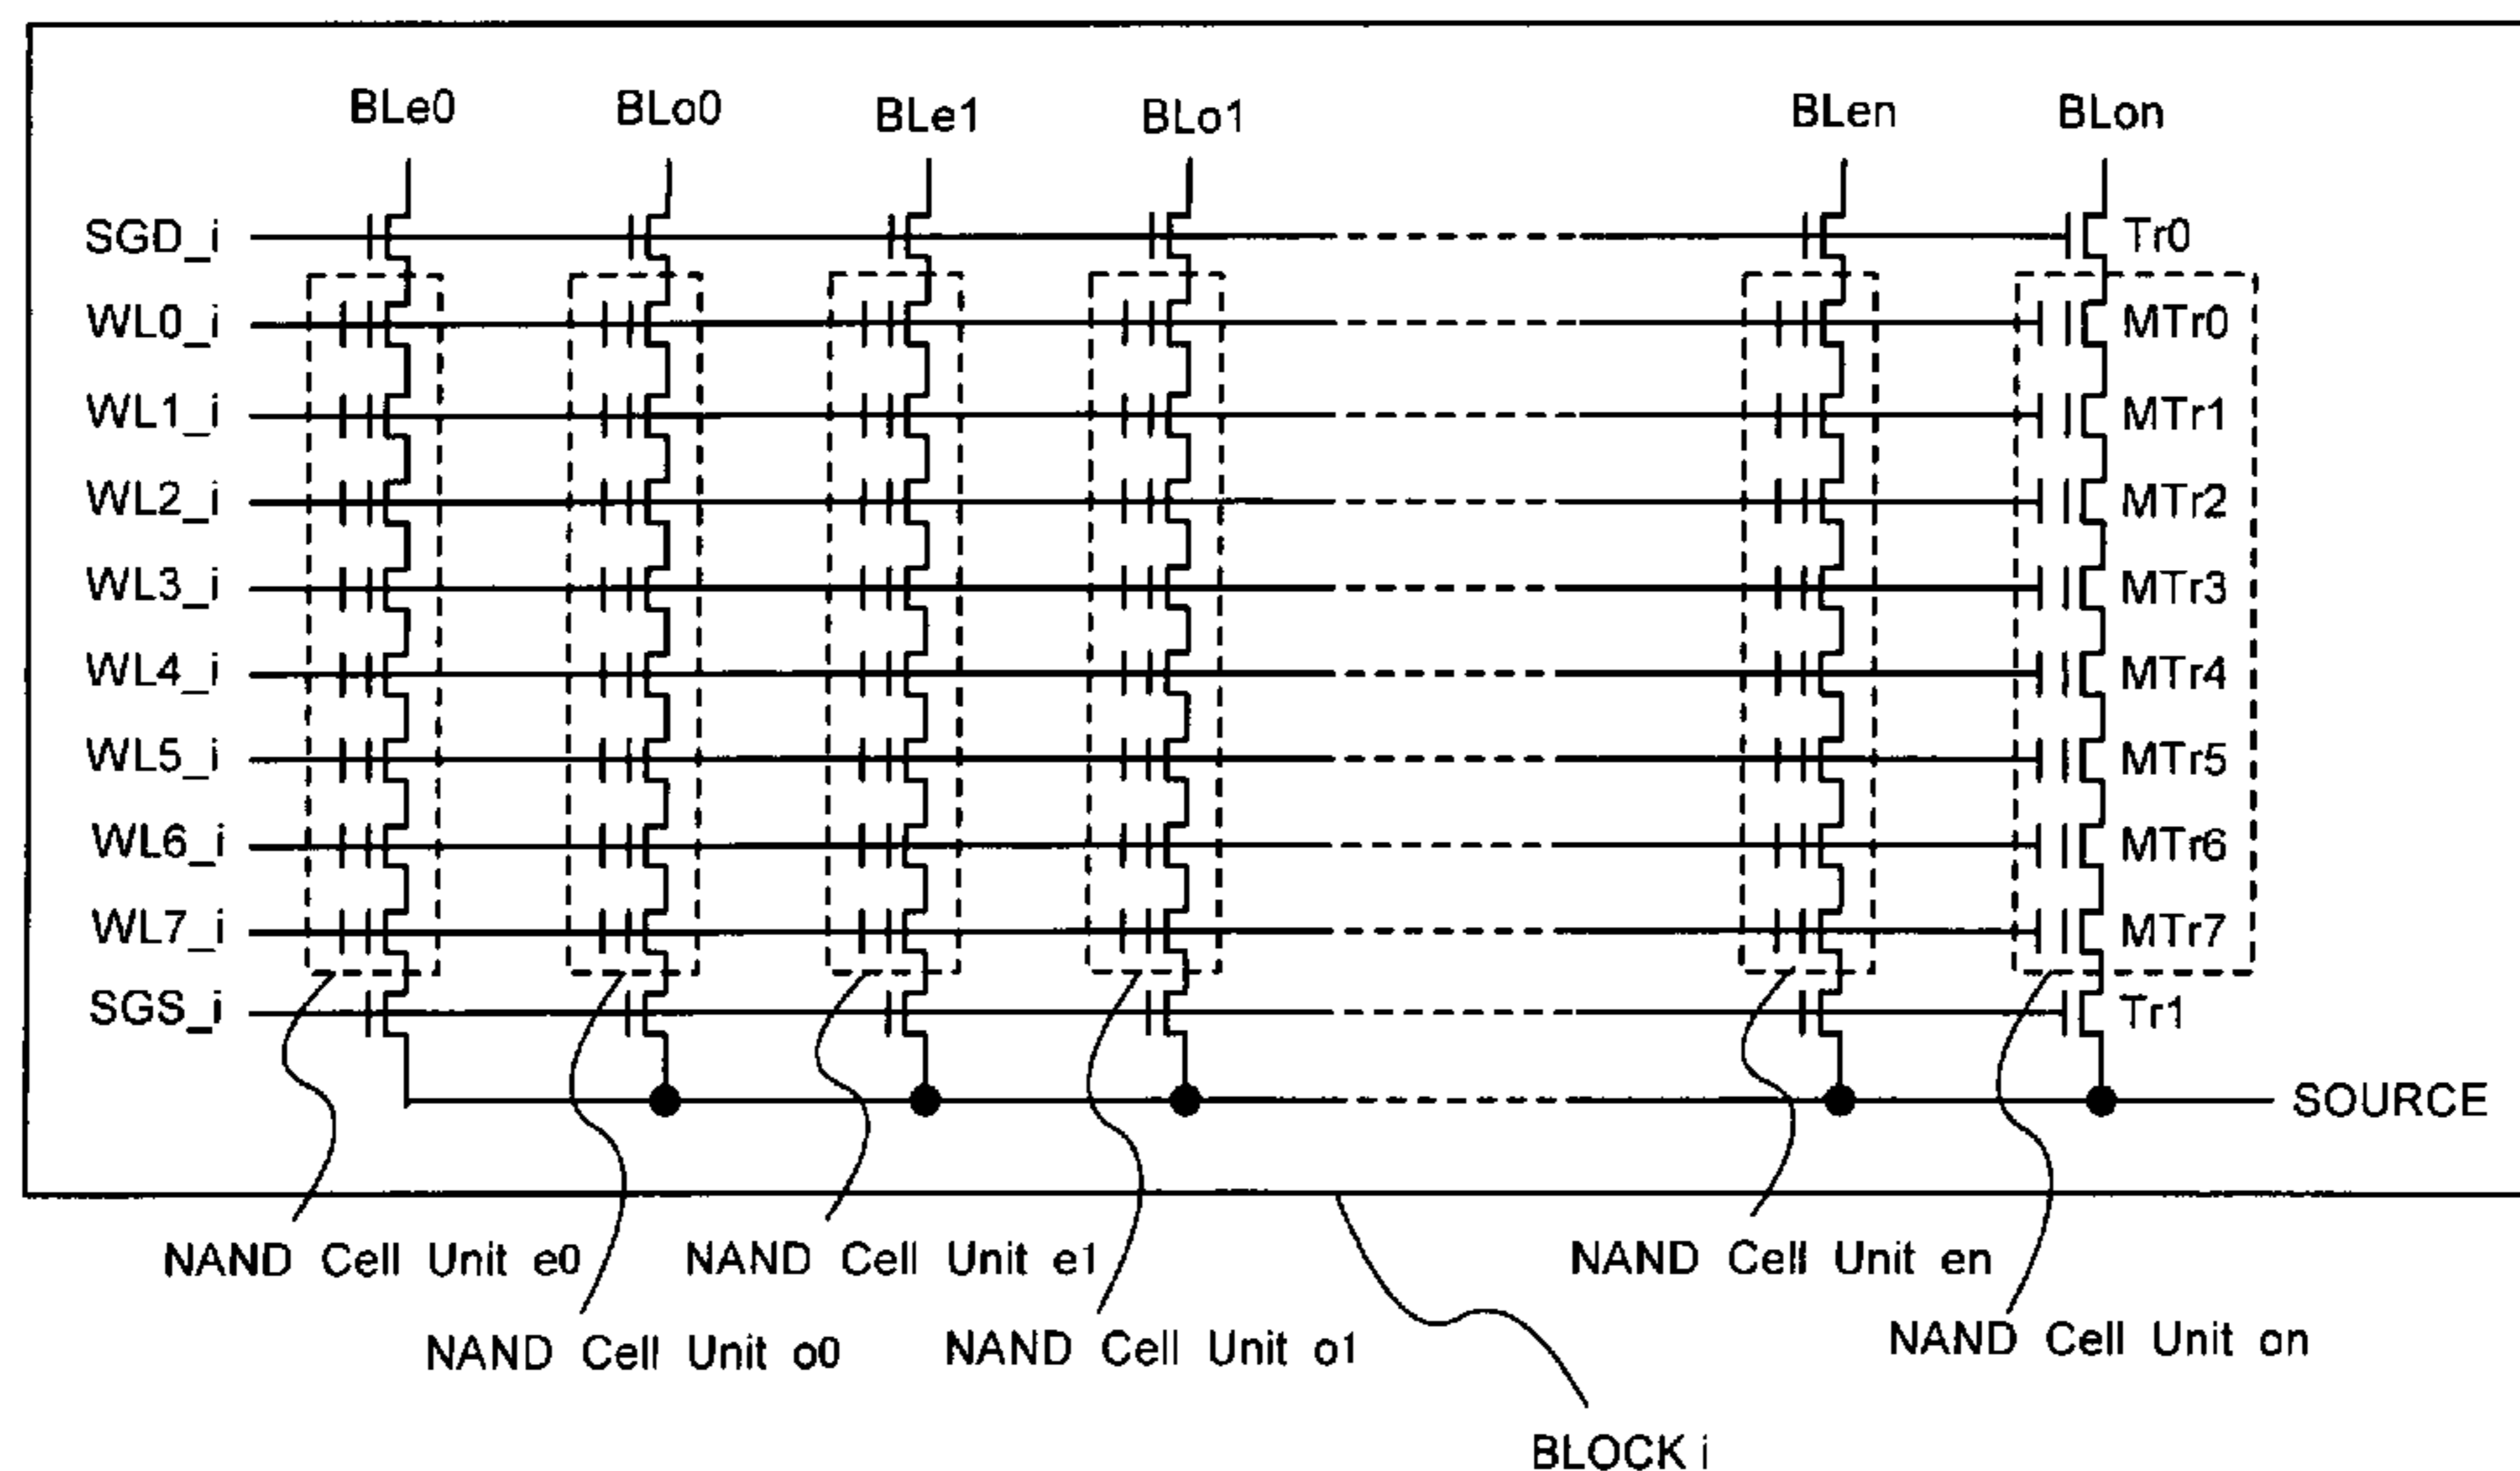 BLe0 BLo0 BLe1 BLo1 BLen BLon
SGD_i Tr0
WL0_i MTr0
WL1_i MTr1
WL2_i MTr2
WL3_i MTr3
WL4_i MTr4
WL5_i MTr5
WL6_i MTr6
WL7_i MTr7
SGS_i Tr1
SOURCE
NAND Cell Unit e0 NAND Cell Unit e1 NAND Cell Unit en
NAND Cell Unit o0 NAND Cell Unit o1 NAND Cell Unit on
BLOCK i